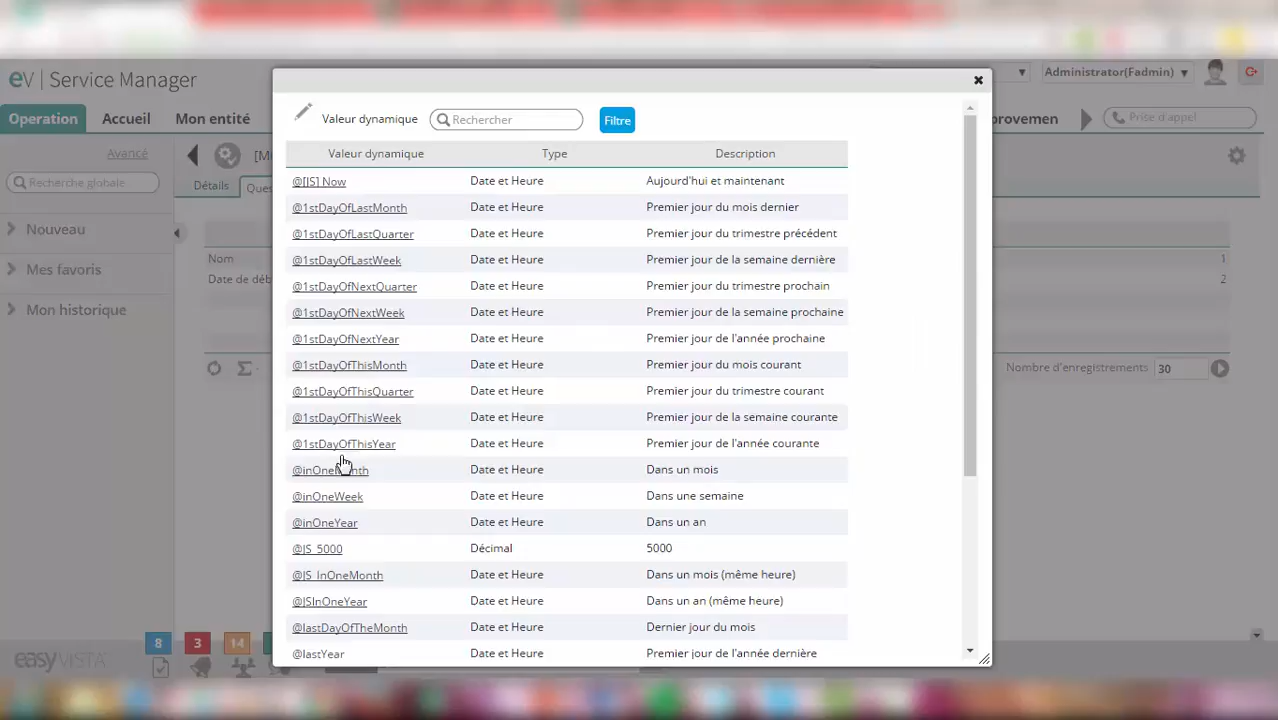 eV | Service Manager
Administrator(Fadmin)
Operation Accueil Mon entité provemen Prise d'appel
Avancé
Recherche globale
Détails
Nouveau
Mes favoris
Mon historique
Nom 1
Date de déb 2
Nombre d'enregistrements 30
Valeur dynamique Rechercher Filtre
Valeur dynamique Type Description
@[JS] Now Date et Heure Aujourd'hui et maintenant
@1stDayOfLastMonth Date et Heure Premier jour du mois dernier
@1stDayOfLastQuarter Date et Heure Premier jour du trimestre précédent
@1stDayOfLastWeek Date et Heure Premier jour de la semaine dernière
@1stDayOfNextQuarter Date et Heure Premier jour du trimestre prochain
@1stDayOfNextWeek Date et Heure Premier jour de la semaine prochaine
@1stDayOfNextYear Date et Heure Premier jour de l'année prochaine
@1stDayOfThisMonth Date et Heure Premier jour du mois courant
@1stDayOfThisQuarter Date et Heure Premier jour du trimestre courant
@1stDayOfThisWeek Date et Heure Premier jour de la semaine courante
@1stDayOfThisYear Date et Heure Premier jour de l'année courante
@inOneMonth Date et Heure Dans un mois
@inOneWeek Date et Heure Dans une semaine
@inOneYear Date et Heure Dans un an
@JS_5000 Décimal 5000
@JS_InOneMonth Date et Heure Dans un mois (même heure)
@JSInOneYear Date et Heure Dans un an (même heure)
@lastDayOfTheMonth Date et Heure Dernier jour du mois
@lastYear Date et Heure Premier jour de l'année dernière
8 3 14
easyVISTA